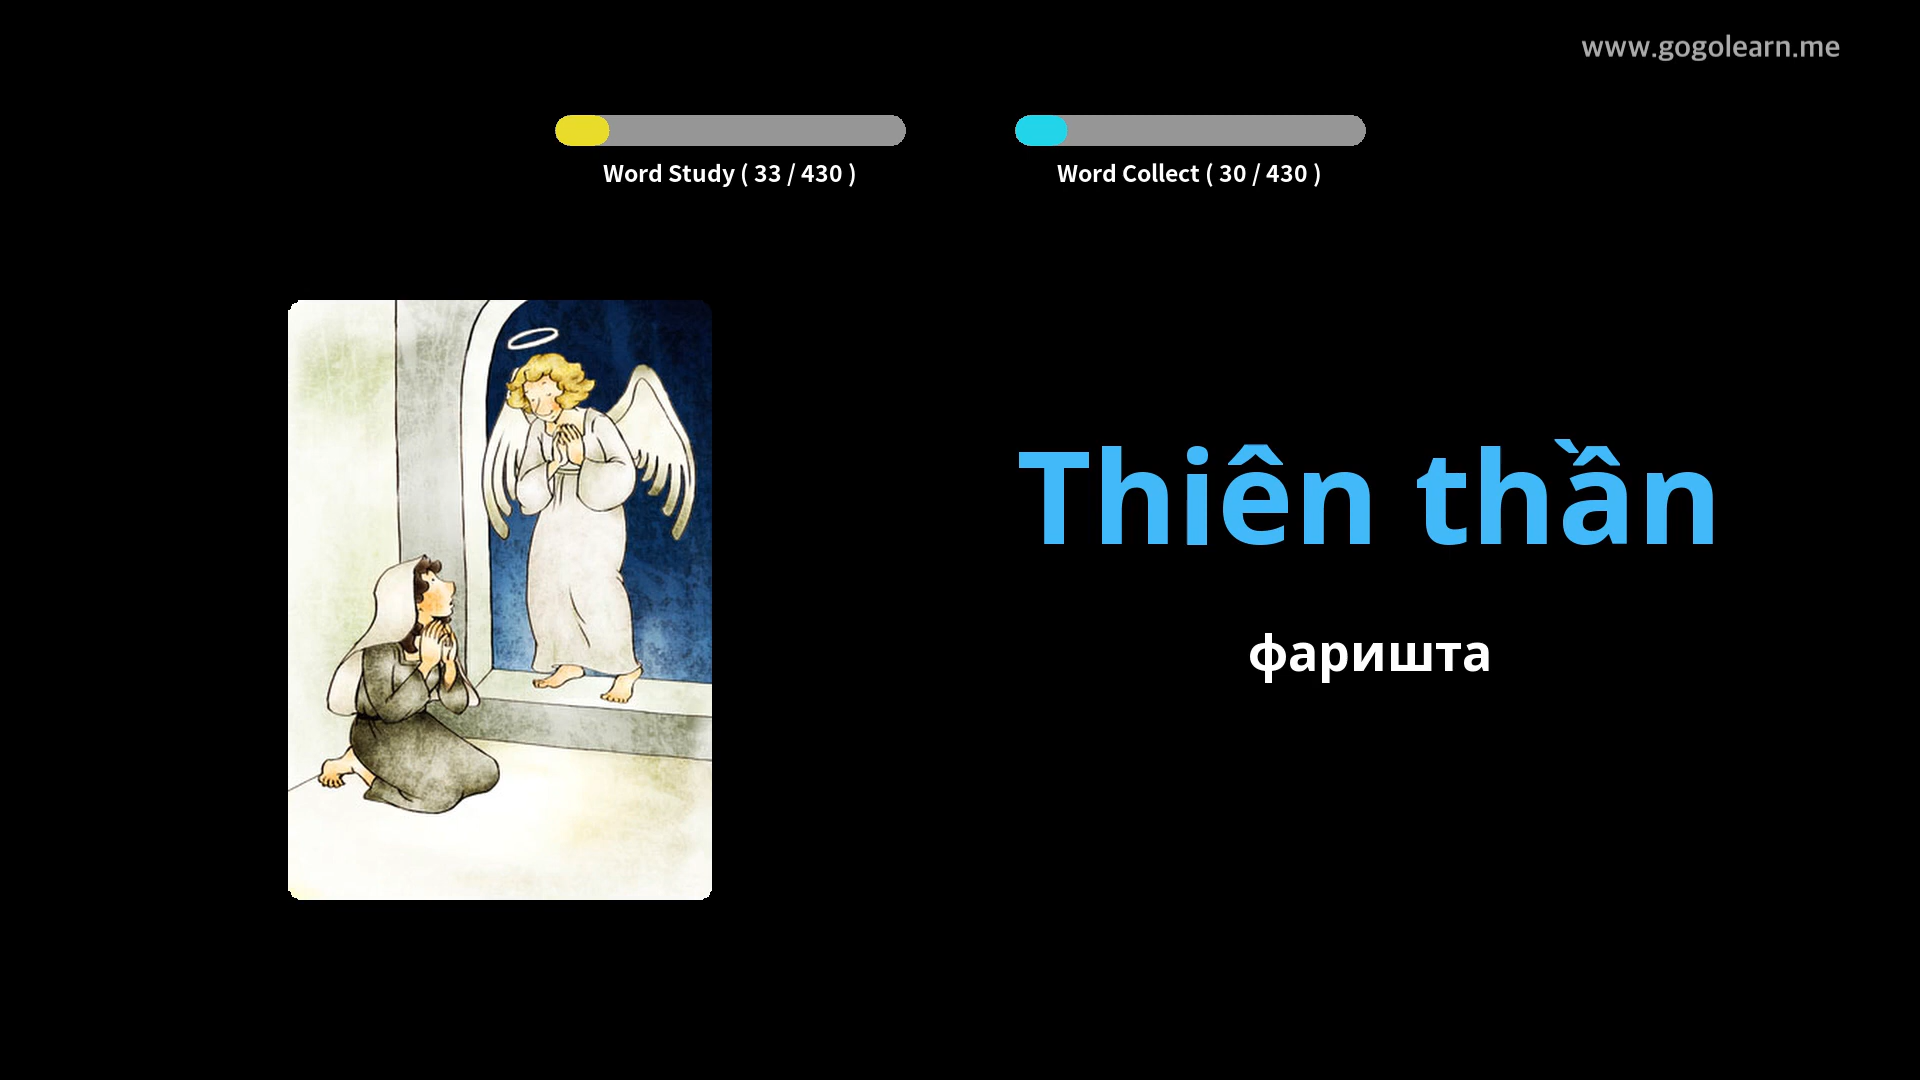 www.gogolearn.me
Word Study ( 33 / 430 )
Word Collect ( 30 / 430 )
Thiên thần
фаришта